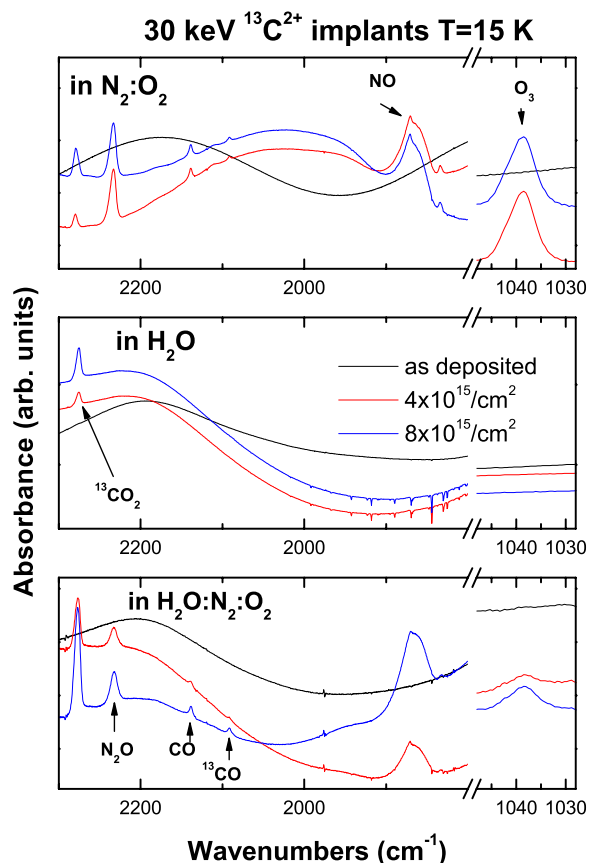 30 keV ¹³C²⁺ implants T=15 K
in N₂:O₂
NO
O₃
2200 2000 1040 1030
in H₂O
as deposited
4x10¹⁵/cm²
8x10¹⁵/cm²
¹³CO₂
2200 2000 1040 1030
in H₂O:N₂:O₂
N₂O
CO
¹³CO
2200 2000 1040 1030
Absorbance (arb. units)
Wavenumbers (cm⁻¹)